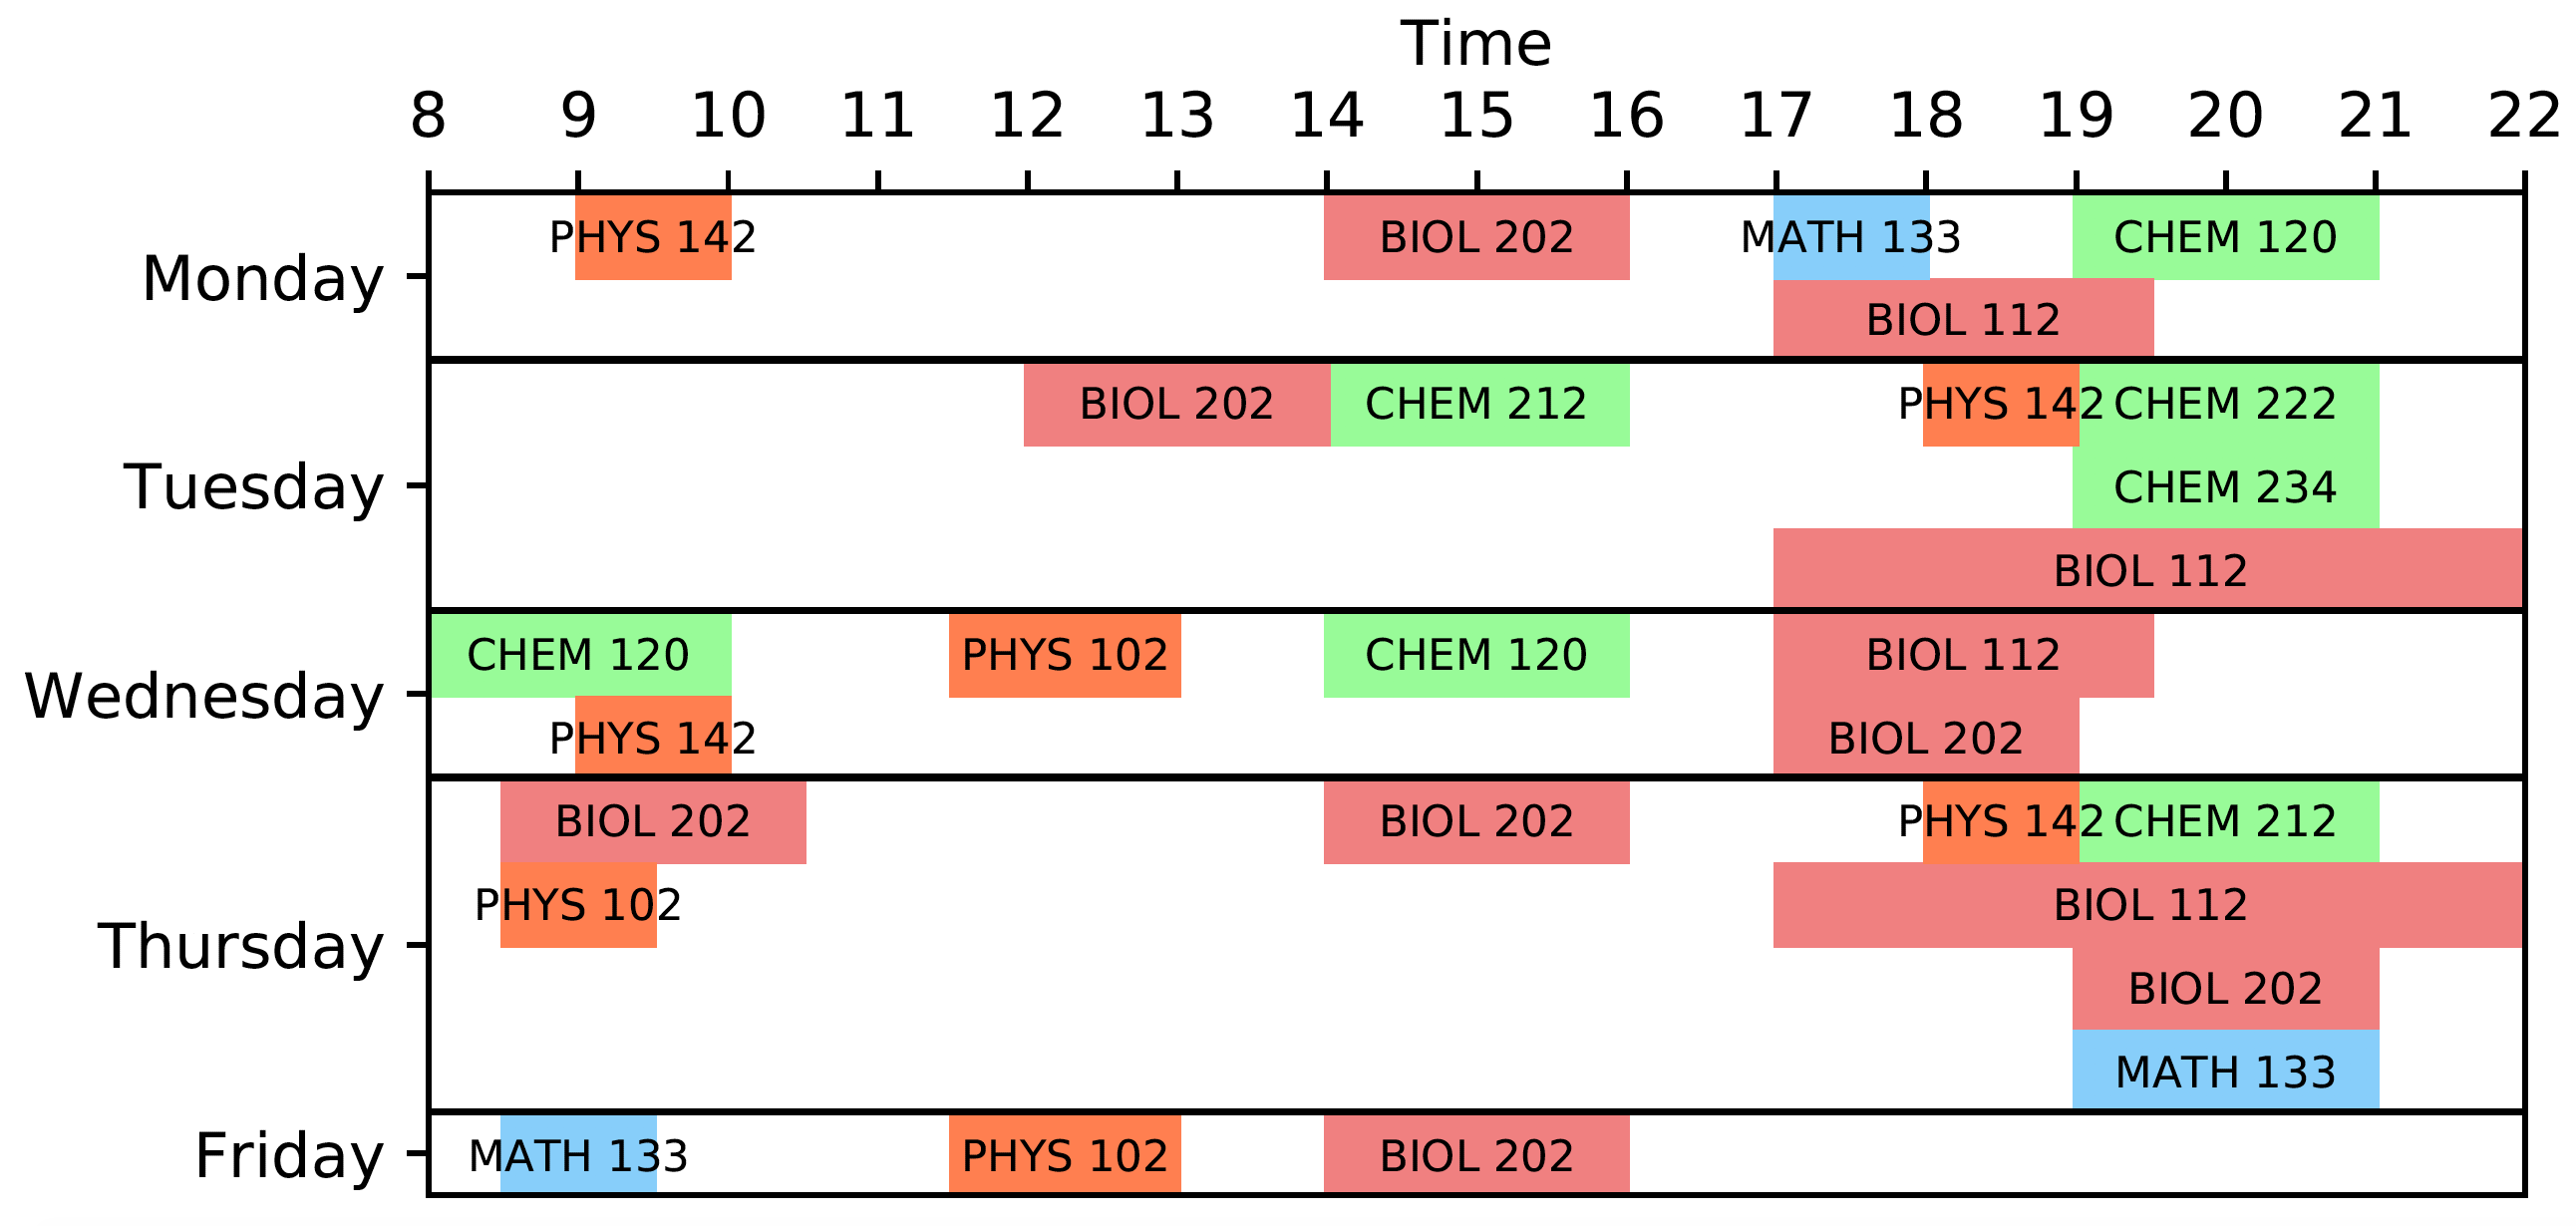 Time
8 9 10 11 12 13 14 15 16 17 18 19 20 21 22
Monday
PHYS 142 BIOL 202 MATH 133 CHEM 120
BIOL 112
Tuesday
BIOL 202 CHEM 212 PHYS 142 CHEM 222
CHEM 234
BIOL 112
Wednesday
CHEM 120 PHYS 102 CHEM 120 BIOL 112
PHYS 142 BIOL 202
Thursday
BIOL 202 BIOL 202 PHYS 142 CHEM 212
PHYS 102 BIOL 112
BIOL 202
MATH 133
Friday
MATH 133 PHYS 102 BIOL 202